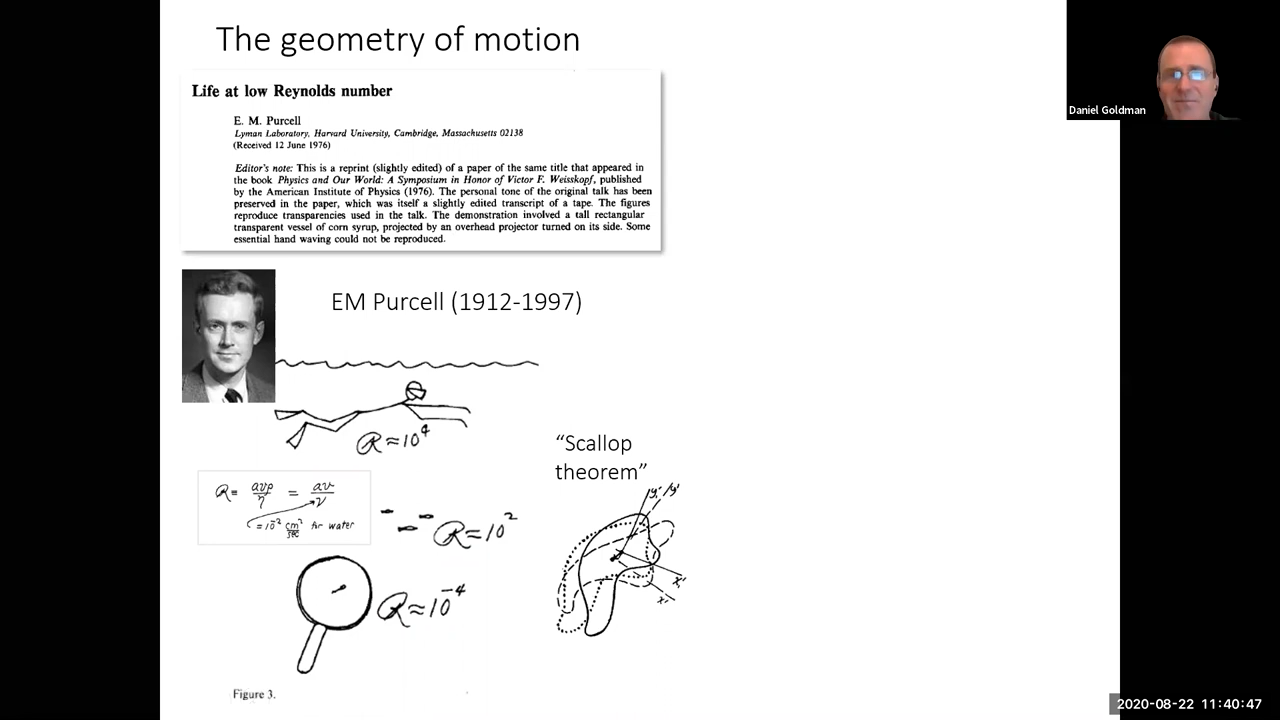 The geometry of motion
Life at low Reynolds number
E. M. Purcell
Lyman Laboratory, Harvard University, Cambridge, Massachusetts 02138
(Received 12 June 1976)
Editor's note: This is a reprint (slightly edited) of a paper of the same title that appeared in
the book Physics and Our World: A Symposium in Honor of Victor F. Weisskopf, published
by the American Institute of Physics (1976). The personal tone of the original talk has been
preserved in the paper, which was itself a slightly edited transcript of a tape. The figures
reproduce transparencies used in the talk. The demonstration involved a tall rectangular
transparent vessel of corn syrup, projected by an overhead projector turned on its side. Some
essential hand waving could not be reproduced.
Daniel Goldman
EM Purcell (1912-1997)
R≈10⁴
"Scallop
theorem"
R = avρ/η = av/ν
= 10⁻² cm²/sec for water
R≈10²
R≈10⁻⁴
Figure 3.
2020-08-22 11:40:47